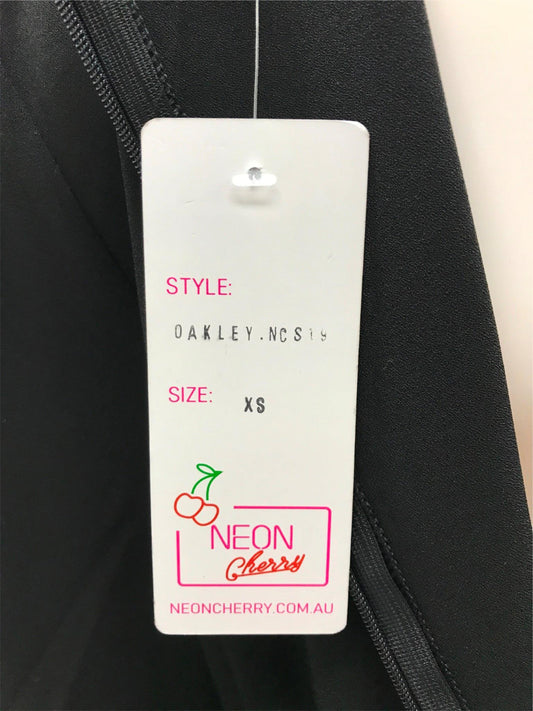 STYLE:
OAKLEY.NCS19
SIZE:
XS
NEON
Cherry
NEONCHERRY.COM.AU